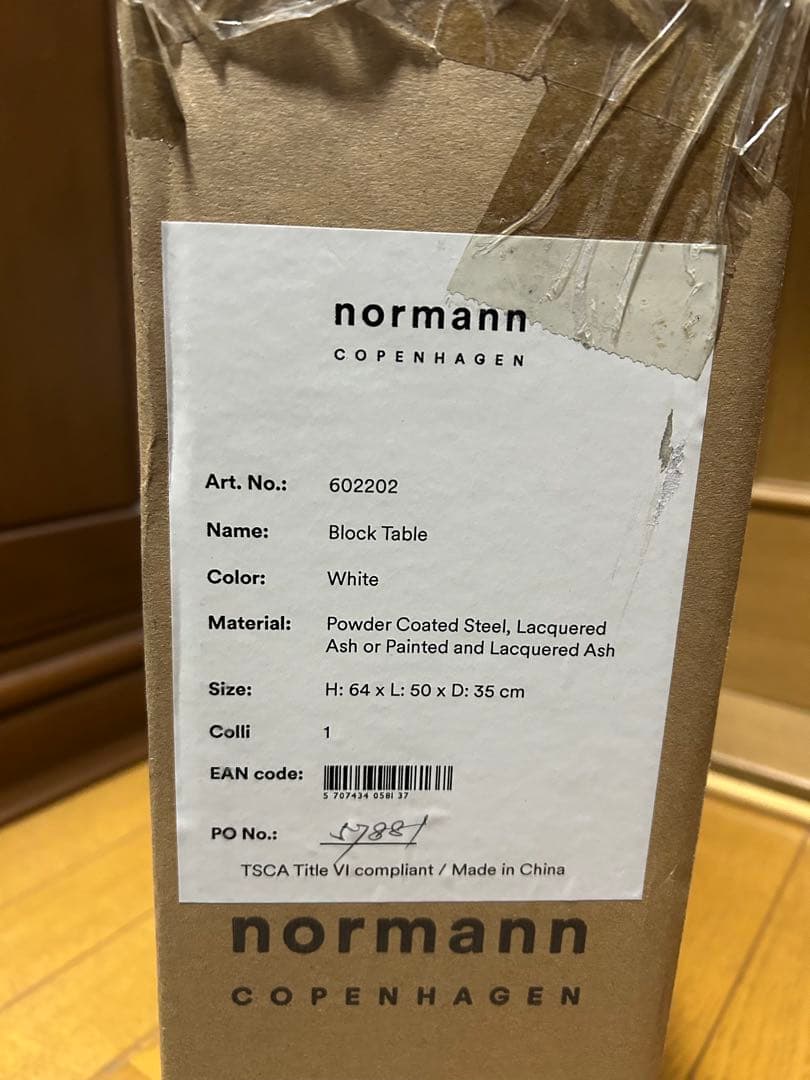 normann
COPENHAGEN
Art. No.: 602202
Name: Block Table
Color: White
Material: Powder Coated Steel, Lacquered
Ash or Painted and Lacquered Ash
Size: H: 64 x L: 50 x D: 35 cm
Colli 1
EAN code:
5 707434 058137
PO No.: 57881
TSCA Title VI compliant / Made in China
normann
COPENHAGEN